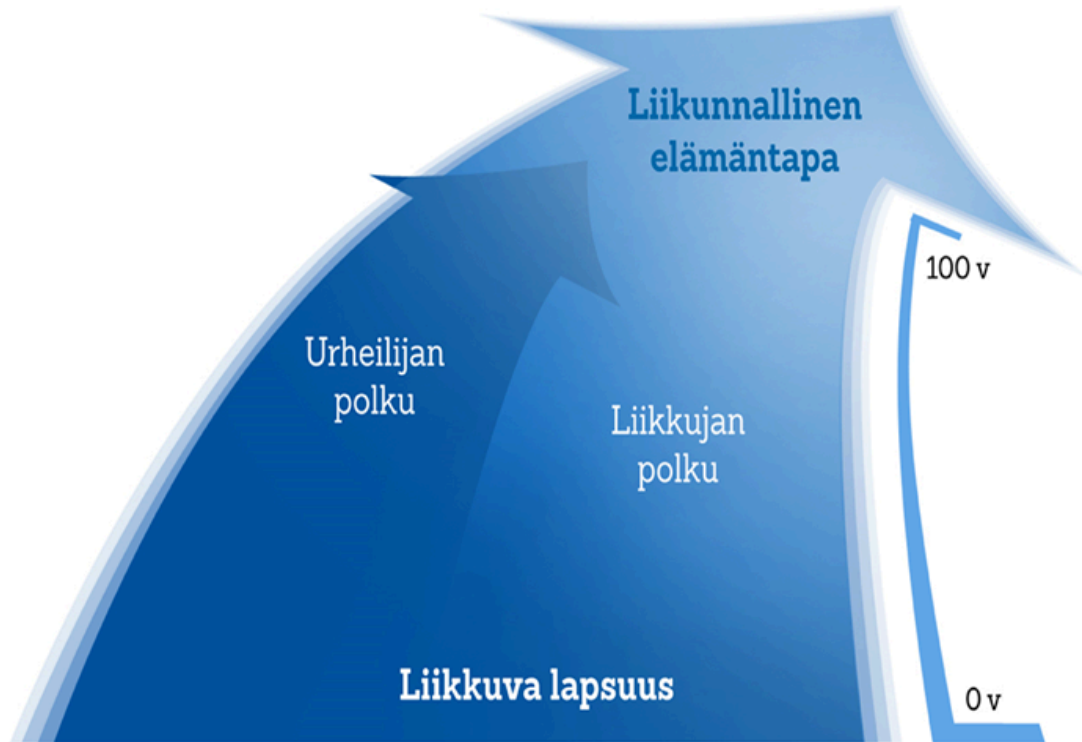 Liikunnallinen
elämäntapa
100 v
Urheilijan
polku
Liikkujan
polku
Liikkuva lapsuus
0 v